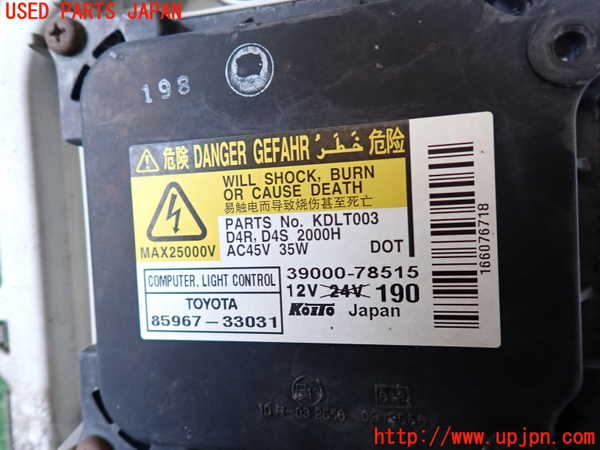 USED PARTS JAPAN
198
危険 DANGER GEFAHR خَطَر 危险
WILL SHOCK, BURN
OR CAUSE DEATH
易触电而导致烧伤甚至死亡
PARTS No. KDLT003
D4R, D4S 2000H
AC45V 35W DOT
MAX25000V
COMPUTER, LIGHT CONTROL
TOYOTA
85967-33031
39000-78515
12V 24V 190
KOITO Japan
166076718
http://www.upjpn.com/